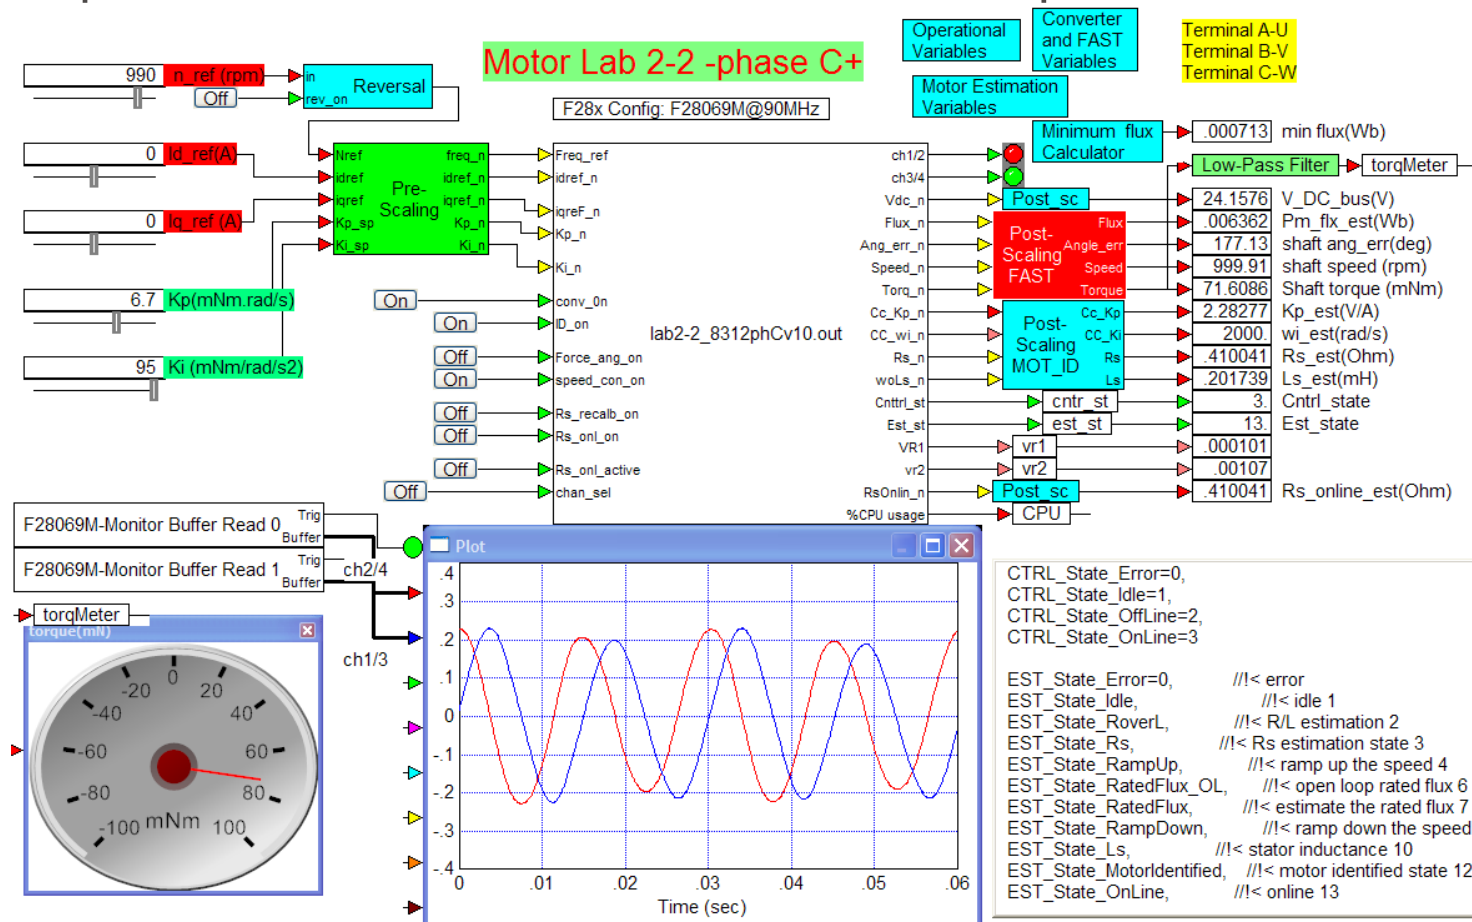 Operational
Variables
Converter
and FAST
Variables
Terminal A-U
Terminal B-V
Terminal C-W
Motor Lab 2-2 -phase C+
Motor Estimation
Variables
F28x Config: F28069M@90MHz
990 n_ref (rpm)
Off
in
rev_on
Reversal
0 Id_ref(A)
0 Iq_ref (A)
6.7 Kp(mNm.rad/s)
95 Ki (mNm/rad/s2)
Nref
idref
iqref
Kp_sp
Ki_sp
Pre-
Scaling
freq_n
idref_n
iqref_n
Kp_n
Ki_n
Freq_ref
idref_n
iqreF_n
Kp_n
Ki_n
On conv_0n
On ID_on
Off Force_ang_on
On speed_con_on
Off Rs_recalb_on
Off Rs_onl_on
Off Rs_onl_active
Off chan_sel
lab2-2_8312phCv10.out
ch1/2
ch3/4
Vdc_n
Flux_n
Ang_err_n
Speed_n
Torq_n
Cc_Kp_n
CC_wi_n
Rs_n
woLs_n
Cnttrl_st
Est_st
VR1
vr2
RsOnlin_n
%CPU usage
Minimum flux
Calculator
.000713 min flux(Wb)
Low-Pass Filter
torqMeter
Post_sc
24.1576 V_DC_bus(V)
Post-
Scaling
FAST
Flux
Angle_err
Speed
Torque
.006362 Pm_flx_est(Wb)
177.13 shaft ang_err(deg)
999.91 shaft speed (rpm)
71.6086 Shaft torque (mNm)
Post-
Scaling
MOT_ID
Cc_Kp
CC_Ki
Rs
Ls
2.28277 Kp_est(V/A)
2000. wi_est(rad/s)
.410041 Rs_est(Ohm)
.201739 Ls_est(mH)
cntr_st 3. Cntrl_state
est_st 13. Est_state
vr1 .000101
vr2 .00107
Post_sc .410041 Rs_online_est(Ohm)
CPU
F28069M-Monitor Buffer Read 0
Trig
Buffer
F28069M-Monitor Buffer Read 1
Trig
Buffer
ch2/4
ch1/3
torqMeter
torque(mN)
-100
-80
-60
-40
-20
0
20
40
60
80
100
mNm
Plot
.4
.3
.2
.1
0
-.1
-.2
-.3
-.4
0 .01 .02 .03 .04 .05 .06
Time (sec)
CTRL_State_Error=0,
CTRL_State_Idle=1,
CTRL_State_OffLine=2,
CTRL_State_OnLine=3
EST_State_Error=0, //!< error
EST_State_Idle, //!< idle 1
EST_State_RoverL, //!< R/L estimation 2
EST_State_Rs, //!< Rs estimation state 3
EST_State_RampUp, //!< ramp up the speed 4
EST_State_RatedFlux_OL, //!< open loop rated flux 6
EST_State_RatedFlux, //!< estimate the rated flux 7
EST_State_RampDown, //!< ramp down the speed
EST_State_Ls, //!< stator inductance 10
EST_State_MotorIdentified, //!< motor identified state 12
EST_State_OnLine, //!< online 13